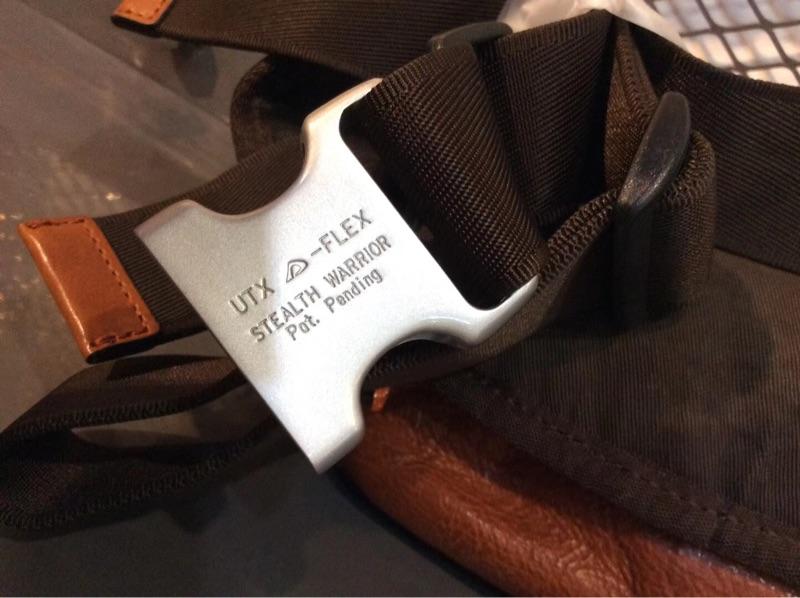 UTX D-FLEX
STEALTH WARRIOR
Pat. Pending